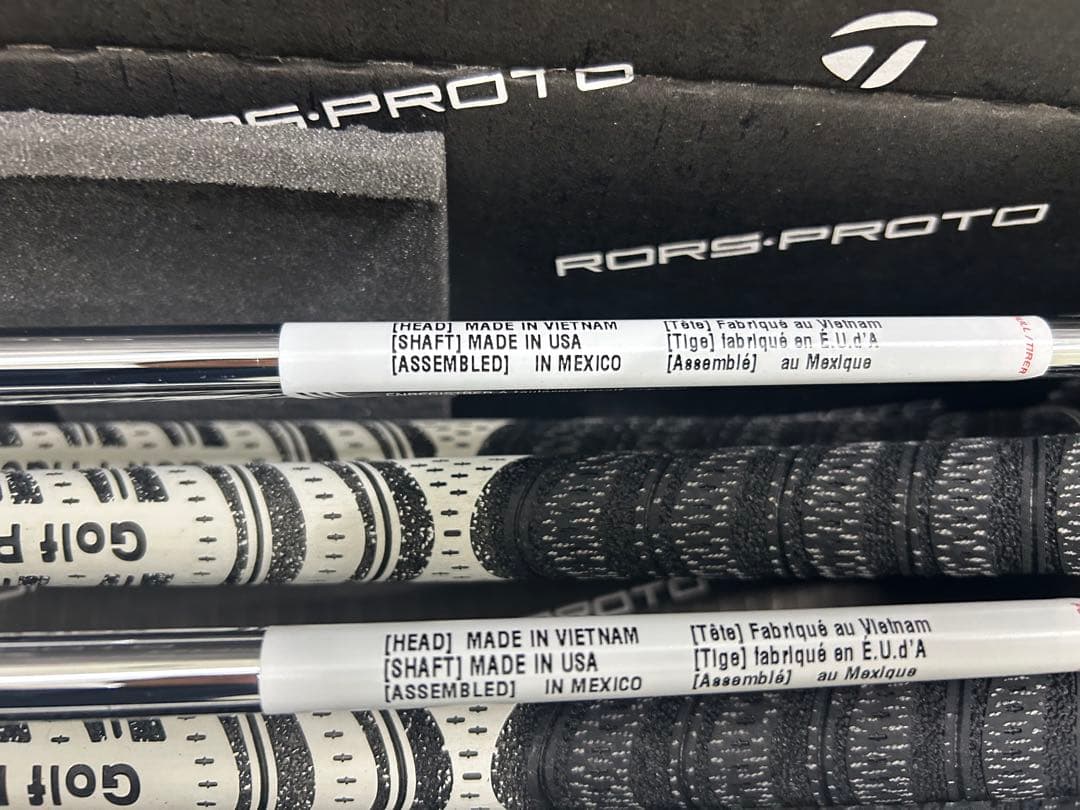 RS·PROTO
RORS·PROTO
[HEAD] MADE IN VIETNAM [Tête] Fabriqué au Vietnam
[SHAFT] MADE IN USA [Tige] fabriqué en É.U.d'A
[ASSEMBLED] IN MEXICO [Assemblé] au Mexique
Golf P
PROTO
[HEAD] MADE IN VIETNAM [Tête] Fabriqué au Vietnam
[SHAFT] MADE IN USA [Tige] fabriqué en É.U.d'A
[ASSEMBLED] IN MEXICO [Assemblé] au Mexique
Golf